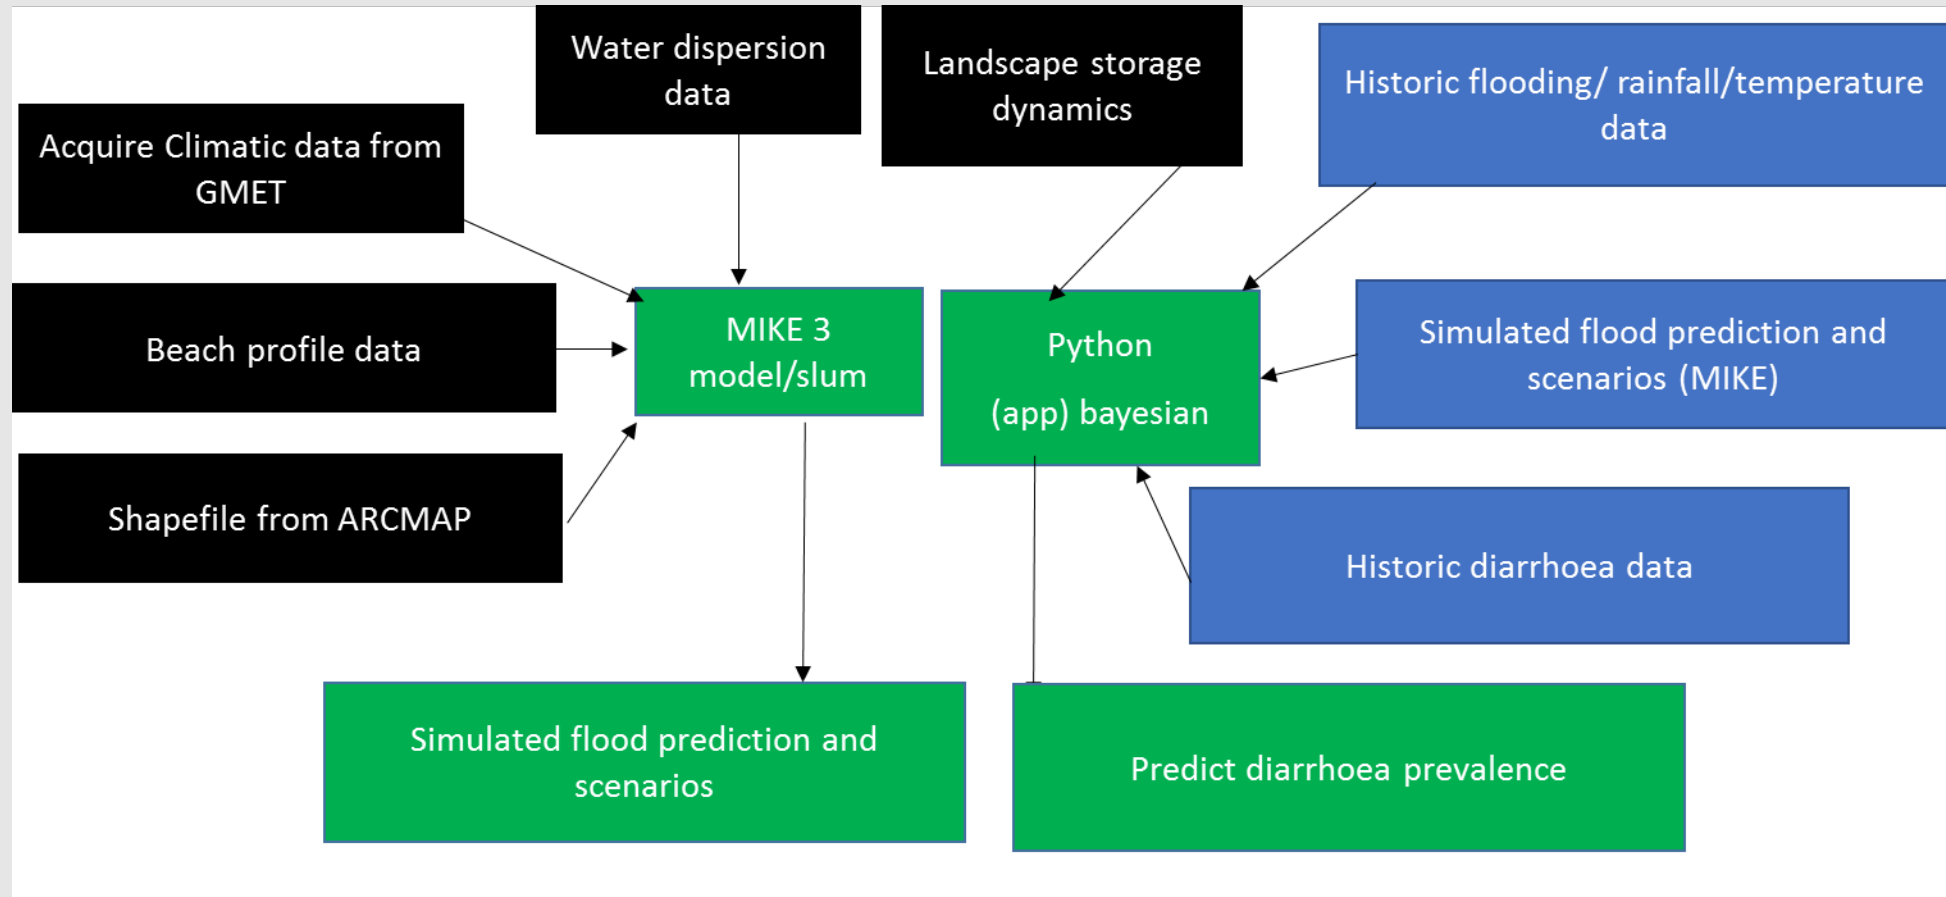 Water dispersion
data
Landscape storage
dynamics
Historic flooding/ rainfall/temperature
data
Acquire Climatic data from
GMET
Beach profile data
MIKE 3
model/slum
Python
(app) bayesian
Simulated flood prediction and
scenarios (MIKE)
Shapefile from ARCMAP
Historic diarrhoea data
Simulated flood prediction and
scenarios
Predict diarrhoea prevalence